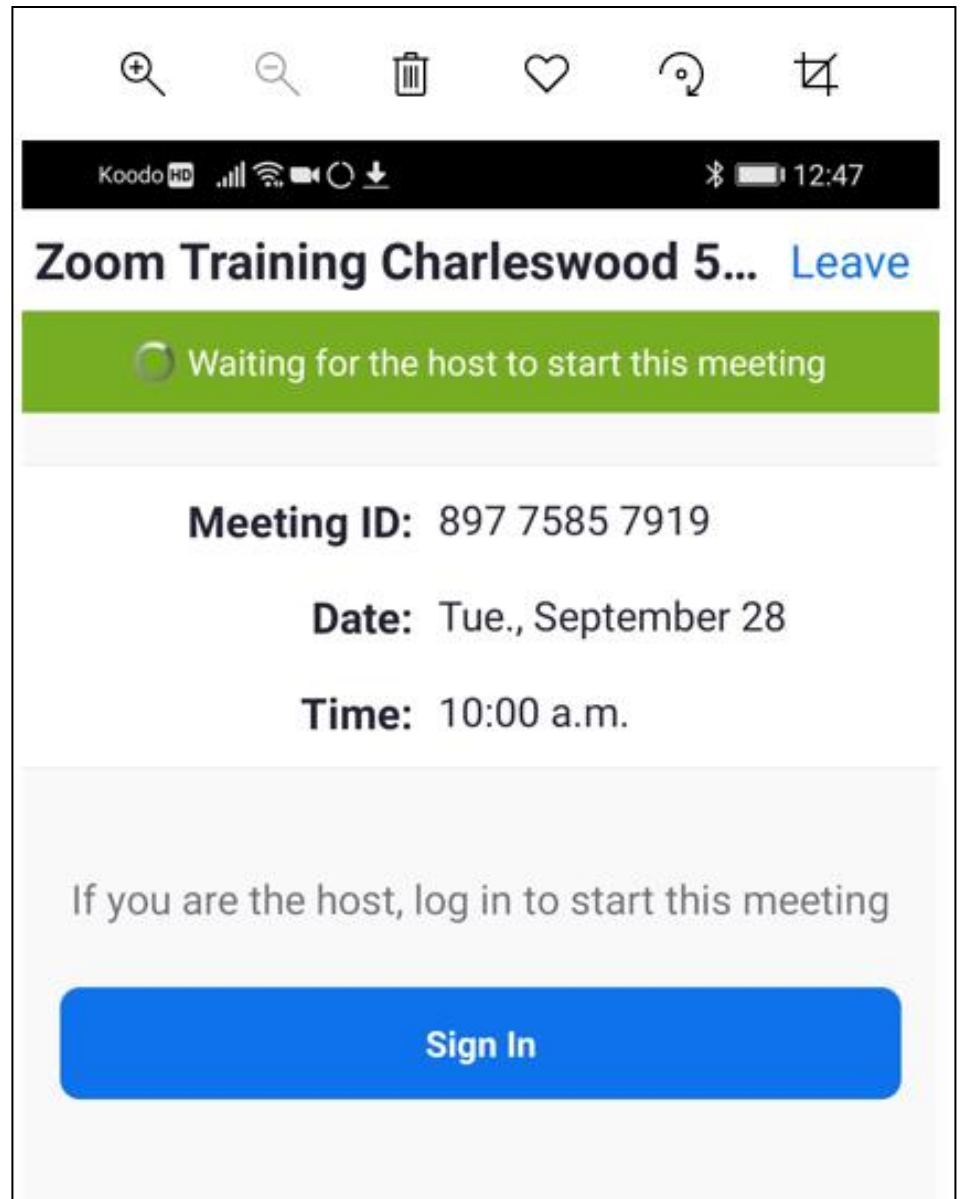 Koodo HD 12:47
Zoom Training Charleswood 5... Leave
Waiting for the host to start this meeting
Meeting ID: 897 7585 7919
Date: Tue., September 28
Time: 10:00 a.m.
If you are the host, log in to start this meeting
Sign In